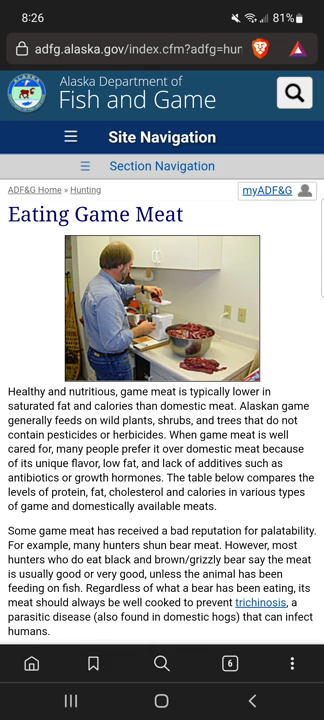 8:26
81%
adfg.alaska.gov/index.cfm?adfg=hur
Alaska Department of
Fish and Game
Site Navigation
Section Navigation
ADF&G Home » Hunting
myADF&G
Eating Game Meat
Healthy and nutritious, game meat is typically lower in
saturated fat and calories than domestic meat. Alaskan game
generally feeds on wild plants, shrubs, and trees that do not
contain pesticides or herbicides. When game meat is well
cared for, many people prefer it over domestic meat because
of its unique flavor, low fat, and lack of additives such as
antibiotics or growth hormones. The table below compares the
levels of protein, fat, cholesterol and calories in various types
of game and domestically available meats.
Some game meat has received a bad reputation for palatability.
For example, many hunters shun bear meat. However, most
hunters who do eat black and brown/grizzly bear say the meat
is usually good or very good, unless the animal has been
feeding on fish. Regardless of what a bear has been eating, its
meat should always be well cooked to prevent trichinosis, a
parasitic disease (also found in domestic hogs) that can infect
humans.
6